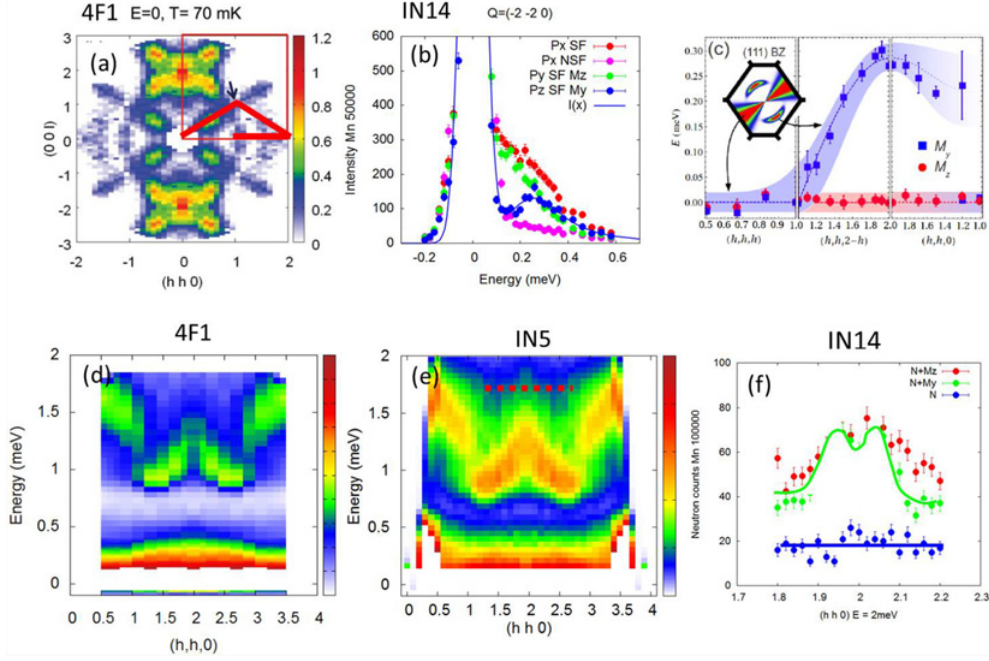 4F1
E=0, T= 70 mK
(a)
3
2
1
0
-1
-2
-3
-2 -1 0 1 2
(0 0 l)
(h h 0)
1.2
1
0.8
0.6
0.4
0.2
0
Intensity Mn 50000
IN14
Q=(-2 -2 0)
(b)
Px SF
Px NSF
Py SF Mz
Pz SF My
I(x)
600
500
400
300
200
100
0
-0.2 0 0.2 0.4 0.6
Energy (meV)
(c)
(111) BZ
0.30
0.25
0.20
0.15
0.10
0.05
0.00
E (meV)
My
Mz
0.5 0.6 0.7 0.8 0.9 1.0 1.2 1.4 1.6 1.8 2.0 1.8 1.6 1.4 1.2 1.0
(h,h,h)
(h,h,2−h)
(h,h,0)
4F1
(d)
2
1.5
1
0.5
0
Energy (meV)
0 0.5 1 1.5 2 2.5 3 3.5 4
(h,h,0)
IN5
(e)
2
1.5
1
0.5
0
Energy (meV)
0 0.5 1 1.5 2 2.5 3 3.5 4
(h h 0)
IN14
(f)
N+Mz
N+My
N
100
80
60
40
20
0
Neutron counts Mn 100000
1.7 1.8 1.9 2 2.1 2.2 2.3
(h h 0) E = 2meV